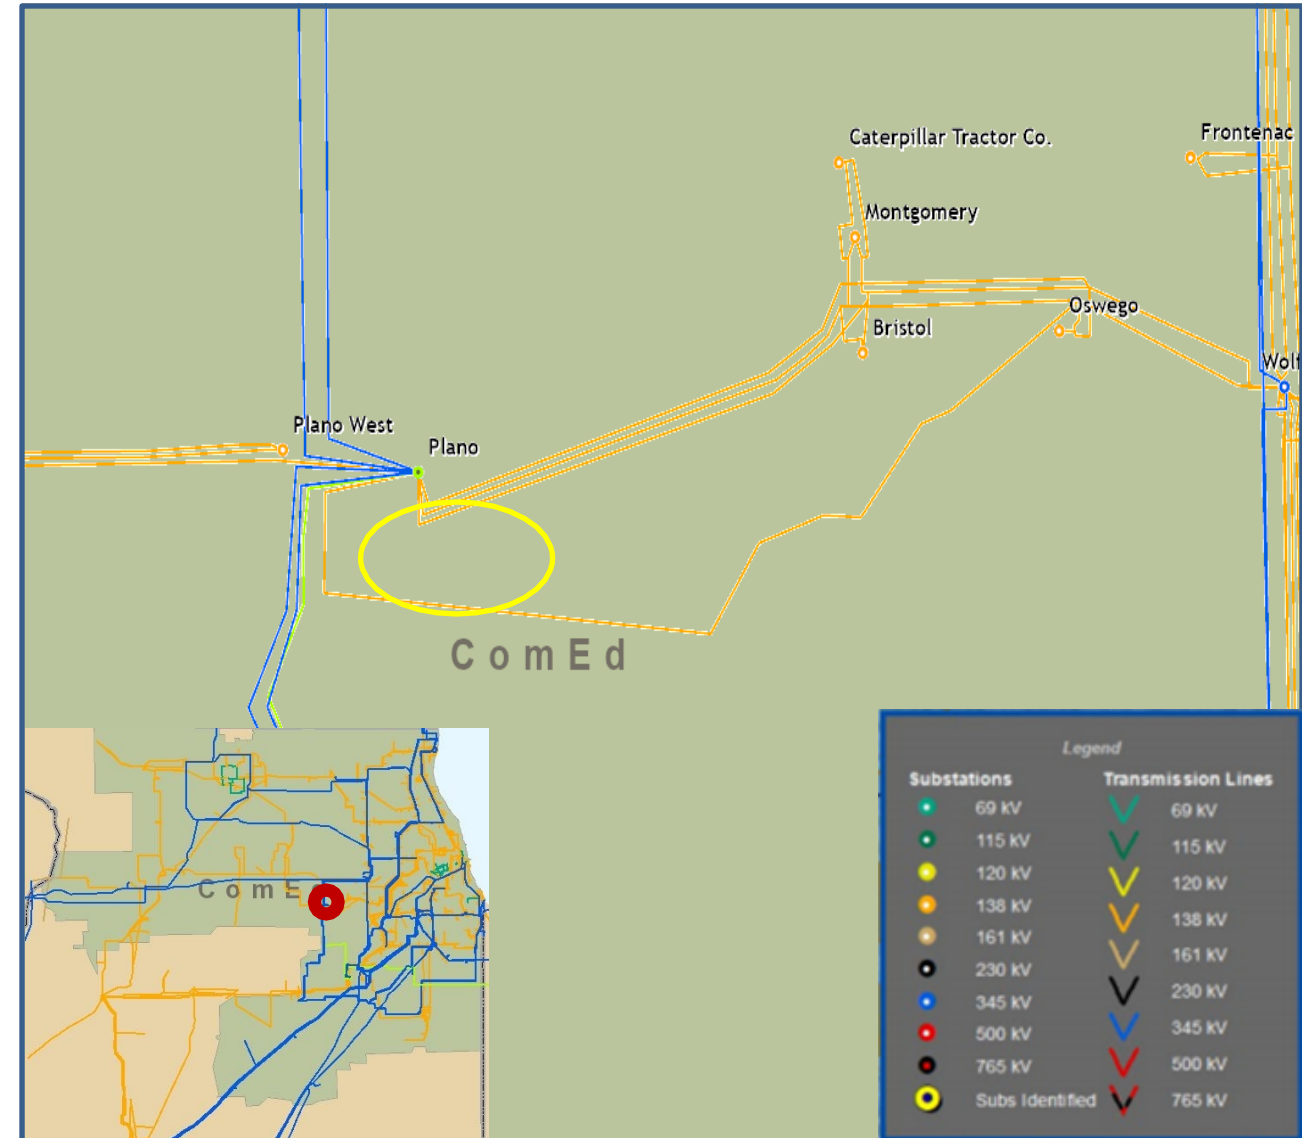 Caterpillar Tractor Co.
Frontenac
Montgomery
Oswego
Bristol
Wolf
Plano West
Plano
ComEd
ComE
Legend
Substations
Transmission Lines
69 kV
69 kV
115 kV
115 kV
120 kV
120 kV
138 kV
138 kV
161 kV
161 kV
230 kV
230 kV
345 kV
345 kV
500 kV
500 kV
765 kV
765 kV
Subs Identified